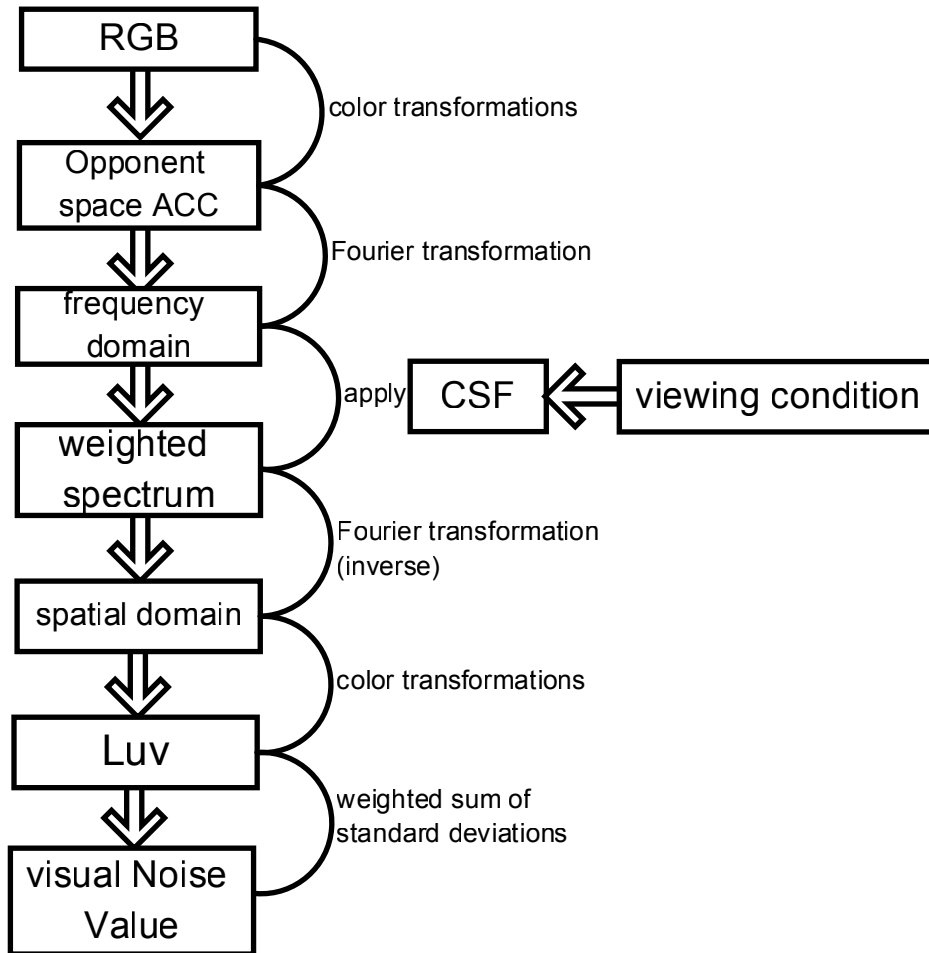 RGB
color transformations
Opponent
space ACC
Fourier transformation
frequency
domain
apply
CSF
viewing condition
weighted
spectrum
Fourier transformation
(inverse)
spatial domain
color transformations
Luv
weighted sum of
standard deviations
visual Noise
Value